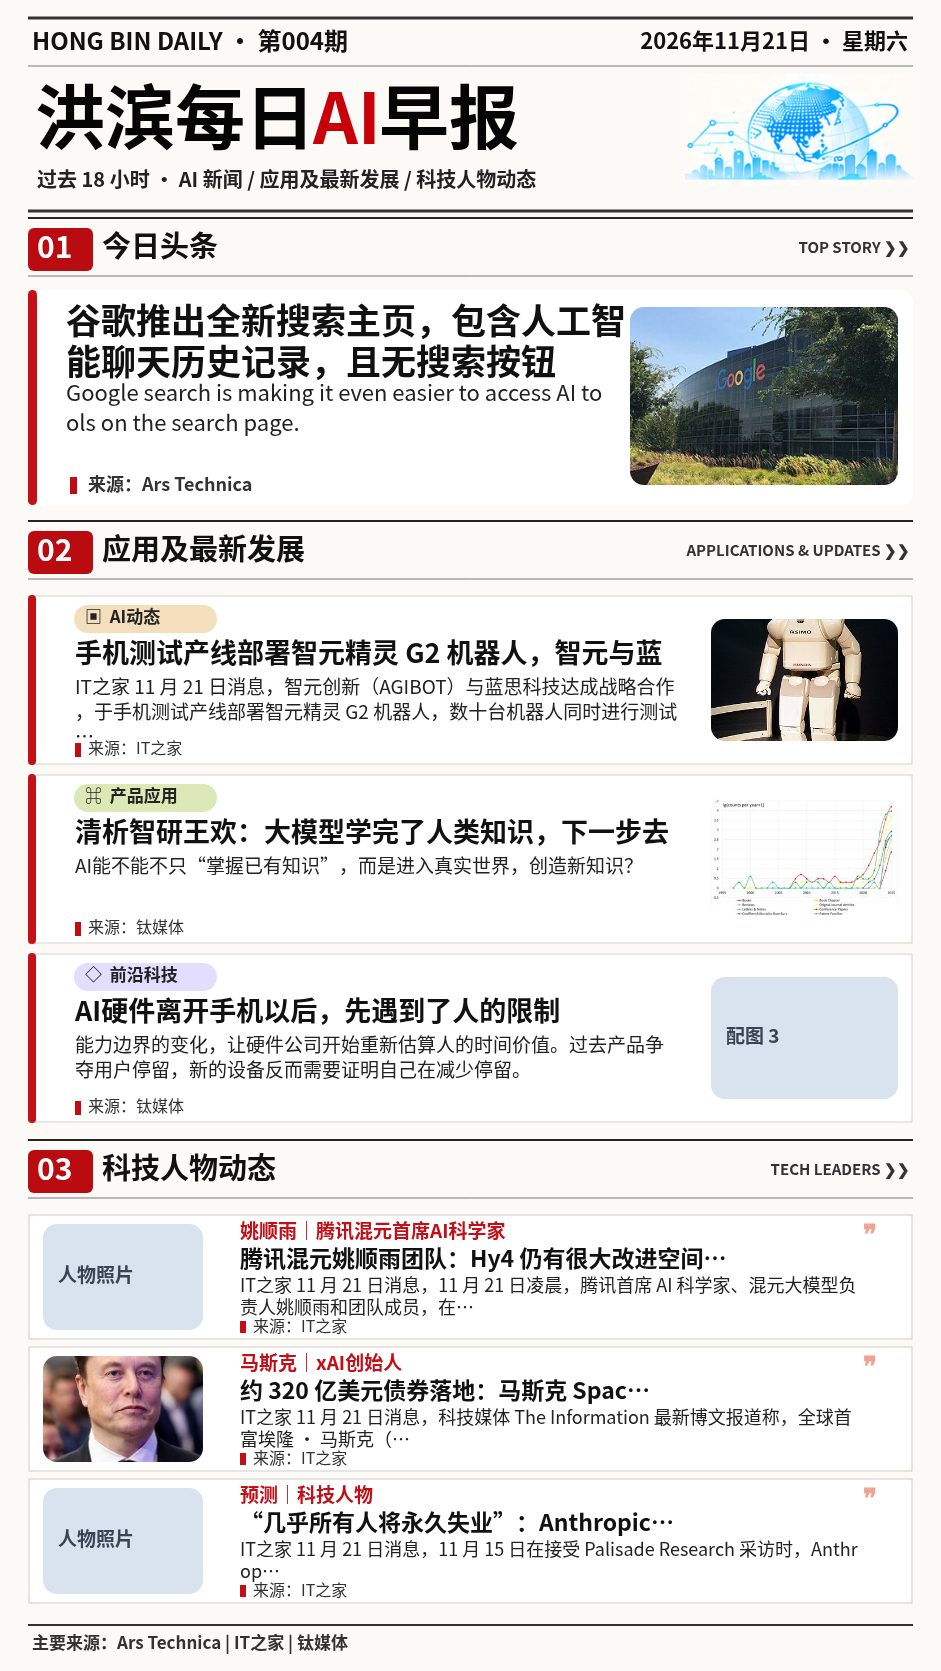 HONG BIN DAILY • 第004期
2026年11月21日 • 星期六
洪滨每日AI早报
过去 18 小时 • AI 新闻 / 应用及最新发展 / 科技人物动态
01 今日头条
TOP STORY ❯❯
谷歌推出全新搜索主页，包含人工智
能聊天历史记录，且无搜索按钮
Google search is making it even easier to access AI to
ols on the search page.
来源：Ars Technica
Google
02 应用及最新发展
APPLICATIONS & UPDATES ❯❯
▣ AI动态
手机测试产线部署智元精灵 G2 机器人，智元与蓝
IT之家 11 月 21 日消息，智元创新（AGIBOT）与蓝思科技达成战略合作
，于手机测试产线部署智元精灵 G2 机器人，数十台机器人同时进行测试
…
来源：IT之家
ASIMO
HONDA
⌘ 产品应用
清析智研王欢：大模型学完了人类知识，下一步去
AI能不能不只“掌握已有知识”，而是进入真实世界，创造新知识？
来源：钛媒体
◇ 前沿科技
AI硬件离开手机以后，先遇到了人的限制
能力边界的变化，让硬件公司开始重新估算人的时间价值。过去产品争
夺用户停留，新的设备反而需要证明自己在减少停留。
来源：钛媒体
配图 3
03 科技人物动态
TECH LEADERS ❯❯
人物照片
姚顺雨｜腾讯混元首席AI科学家
腾讯混元姚顺雨团队：Hy4 仍有很大改进空间…
IT之家 11 月 21 日消息，11 月 21 日凌晨，腾讯首席 AI 科学家、混元大模型负
责人姚顺雨和团队成员，在…
来源：IT之家
马斯克｜xAI创始人
约 320 亿美元债券落地：马斯克 Spac…
IT之家 11 月 21 日消息，科技媒体 The Information 最新博文报道称，全球首
富埃隆 · 马斯克（…
来源：IT之家
人物照片
预测｜科技人物
“几乎所有人将永久失业”：Anthropic…
IT之家 11 月 21 日消息，11 月 15 日在接受 Palisade Research 采访时，Anthr
op…
来源：IT之家
主要来源：Ars Technica | IT之家 | 钛媒体